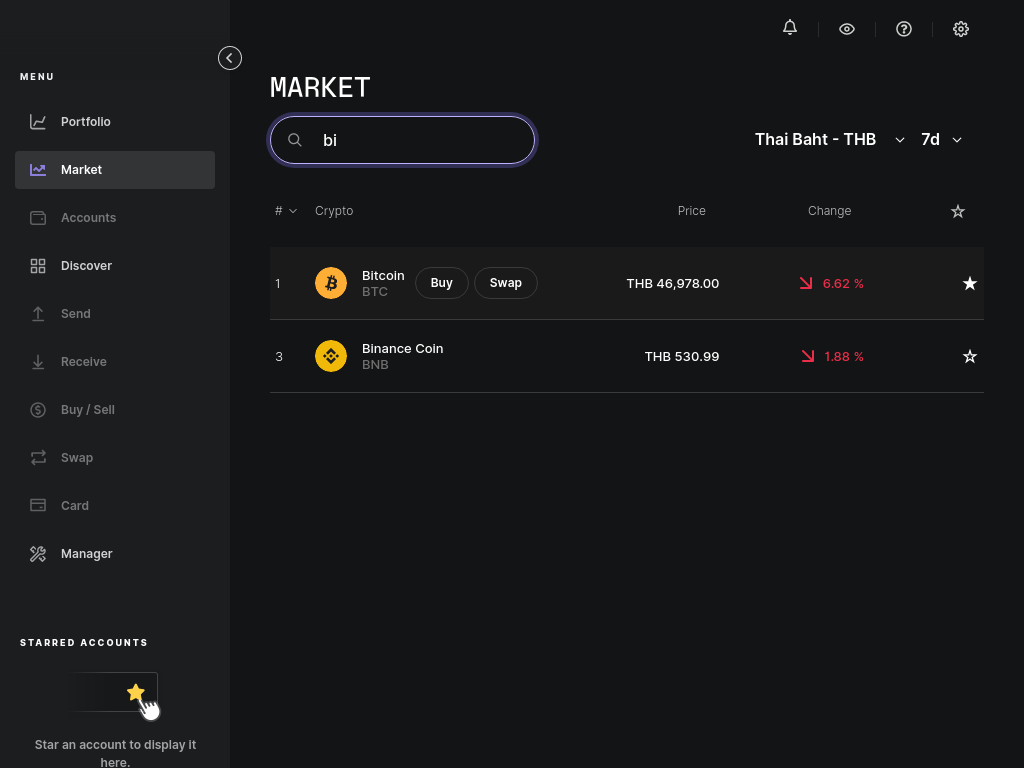 MENU
Portfolio
Market
Accounts
Discover
Send
Receive
Buy / Sell
Swap
Card
Manager
STARRED ACCOUNTS
Star an account to display it
here.
MARKET
bi
Thai Baht - THB 7d
# Crypto Price Change
1 Bitcoin BTC Buy Swap THB 46,978.00 6.62 %
3 Binance Coin BNB THB 530.99 1.88 %